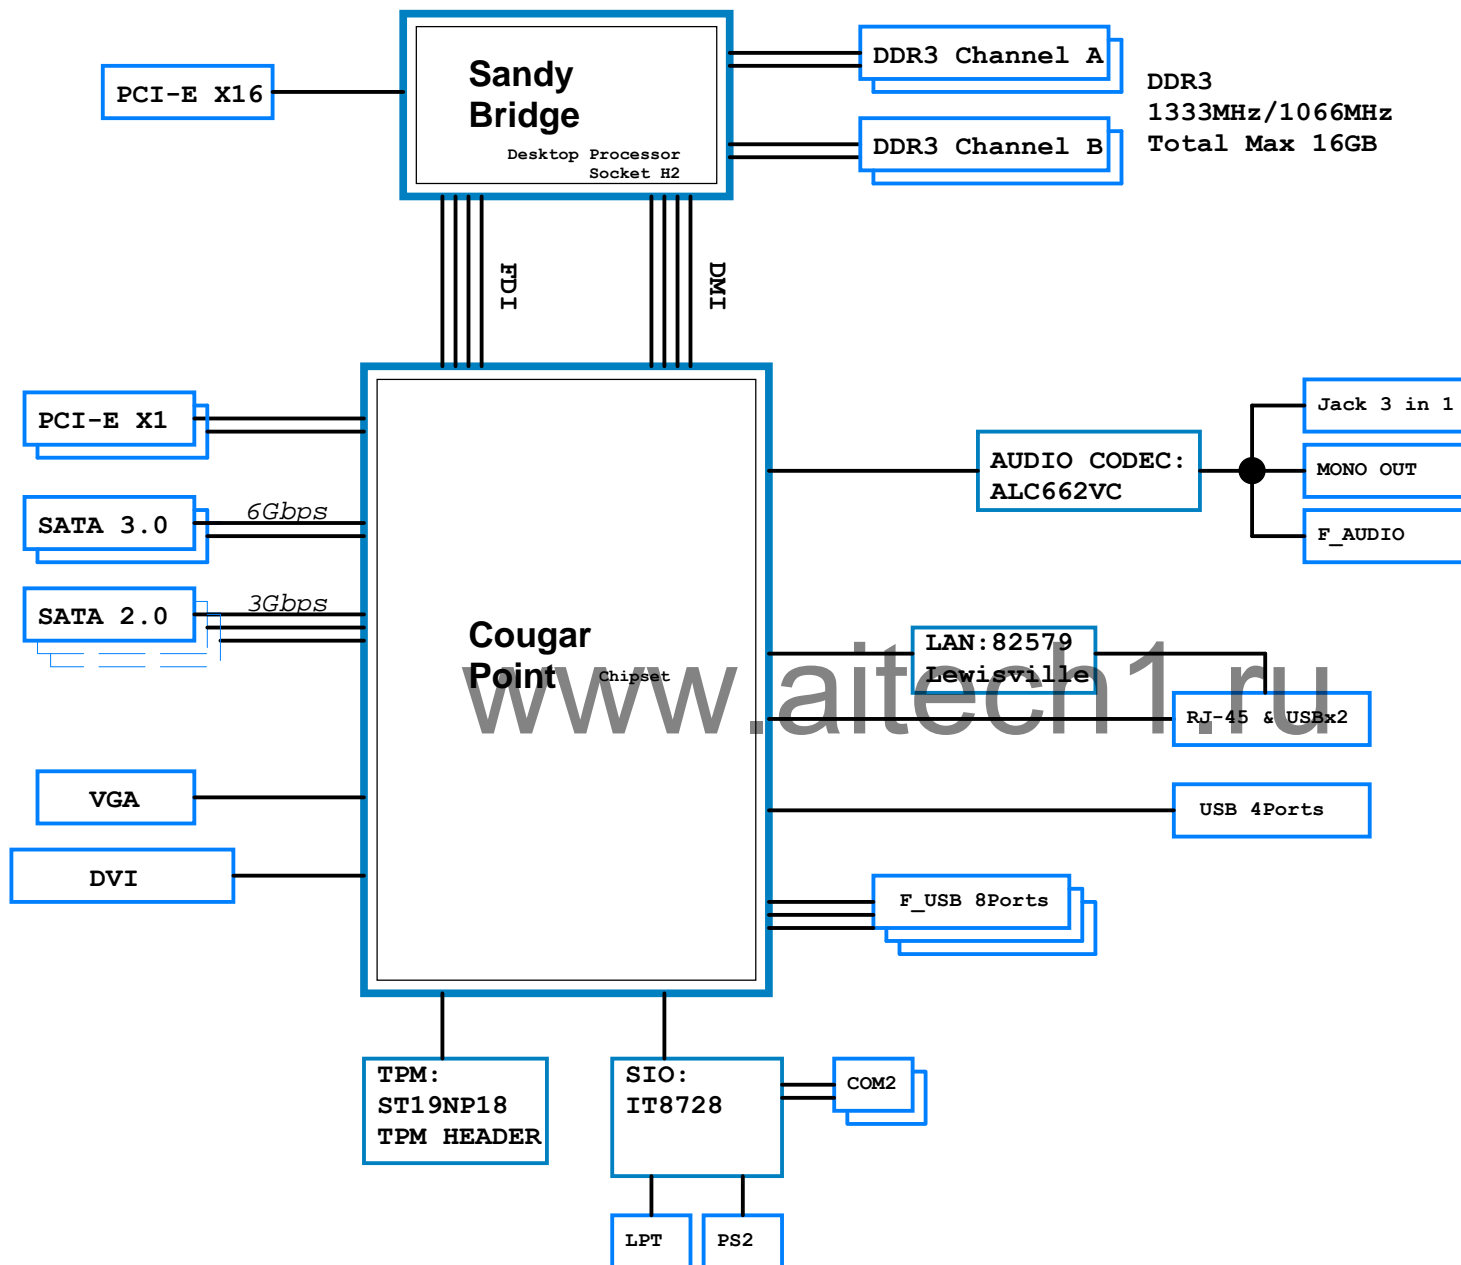 Sandy
Bridge
Desktop Processor
Socket H2
PCI-E X16
DDR3 Channel A
DDR3 Channel B
DDR3
1333MHz/1066MHz
Total Max 16GB
FDI
DMI
PCI-E X1
SATA 3.0
6Gbps
SATA 2.0
3Gbps
Cougar
Point
Chipset
AUDIO CODEC:
ALC662VC
Jack 3 in 1
MONO OUT
F_AUDIO
LAN:82579
Lewisville
www.aitech1.ru
RJ-45 & USBx2
VGA
USB 4Ports
DVI
F_USB 8Ports
TPM:
ST19NP18
TPM HEADER
SIO:
IT8728
COM2
LPT
PS2